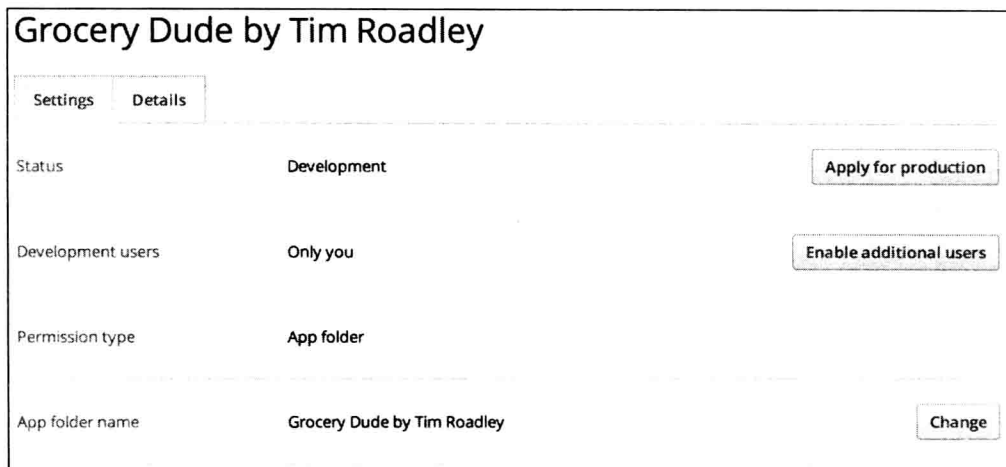 Grocery Dude by Tim Roadley
Settings Details
Status Development Apply for production
Development users Only you Enable additional users
Permission type App folder
App folder name Grocery Dude by Tim Roadley Change